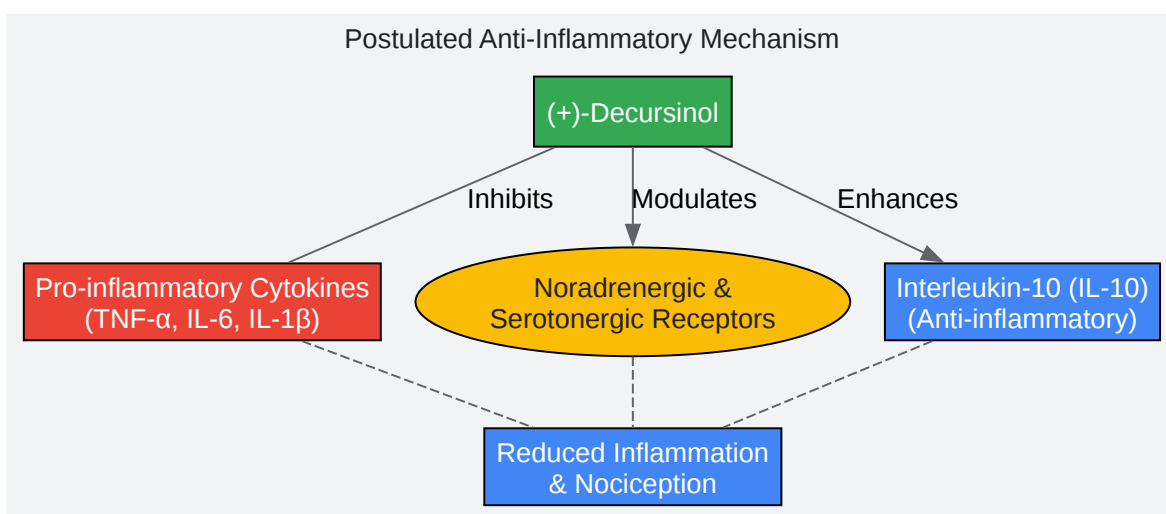 Postulated Anti-Inflammatory Mechanism
(+)-Decursinol
Inhibits
Modulates
Enhances
Pro-inflammatory Cytokines
(TNF-α, IL-6, IL-1β)
Noradrenergic &
Serotonergic Receptors
Interleukin-10 (IL-10)
(Anti-inflammatory)
Reduced Inflammation
& Nociception